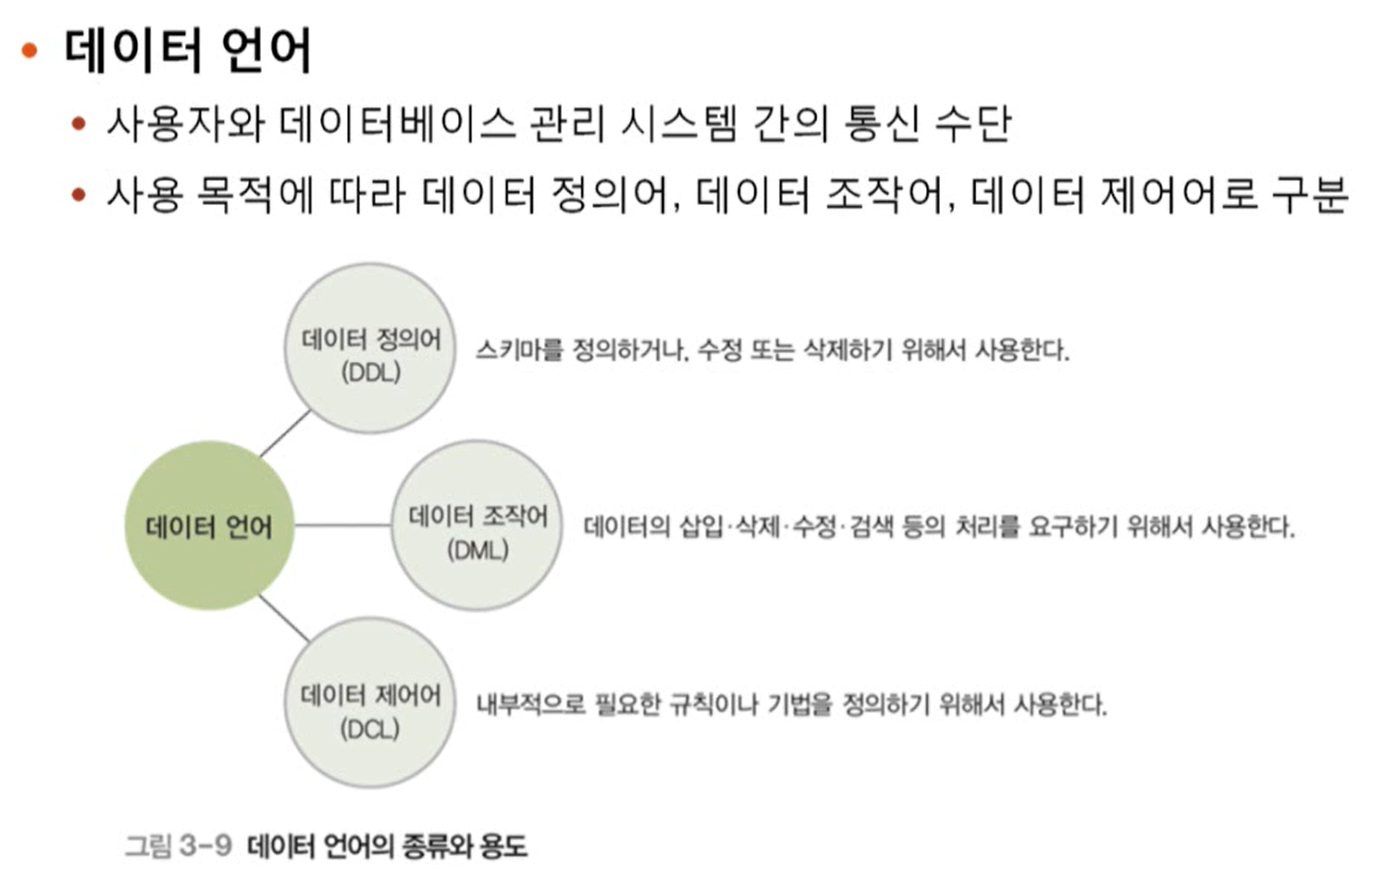 • 데이터 언어
• 사용자와 데이터베이스 관리 시스템 간의 통신 수단
• 사용 목적에 따라 데이터 정의어, 데이터 조작어, 데이터 제어어로 구분
데이터 정의어
(DDL)
스키마를 정의하거나, 수정 또는 삭제하기 위해서 사용한다.
데이터 언어
데이터 조작어
(DML)
데이터의 삽입·삭제·수정·검색 등의 처리를 요구하기 위해서 사용한다.
데이터 제어어
(DCL)
내부적으로 필요한 규칙이나 기법을 정의하기 위해서 사용한다.
그림 3-9 데이터 언어의 종류와 용도